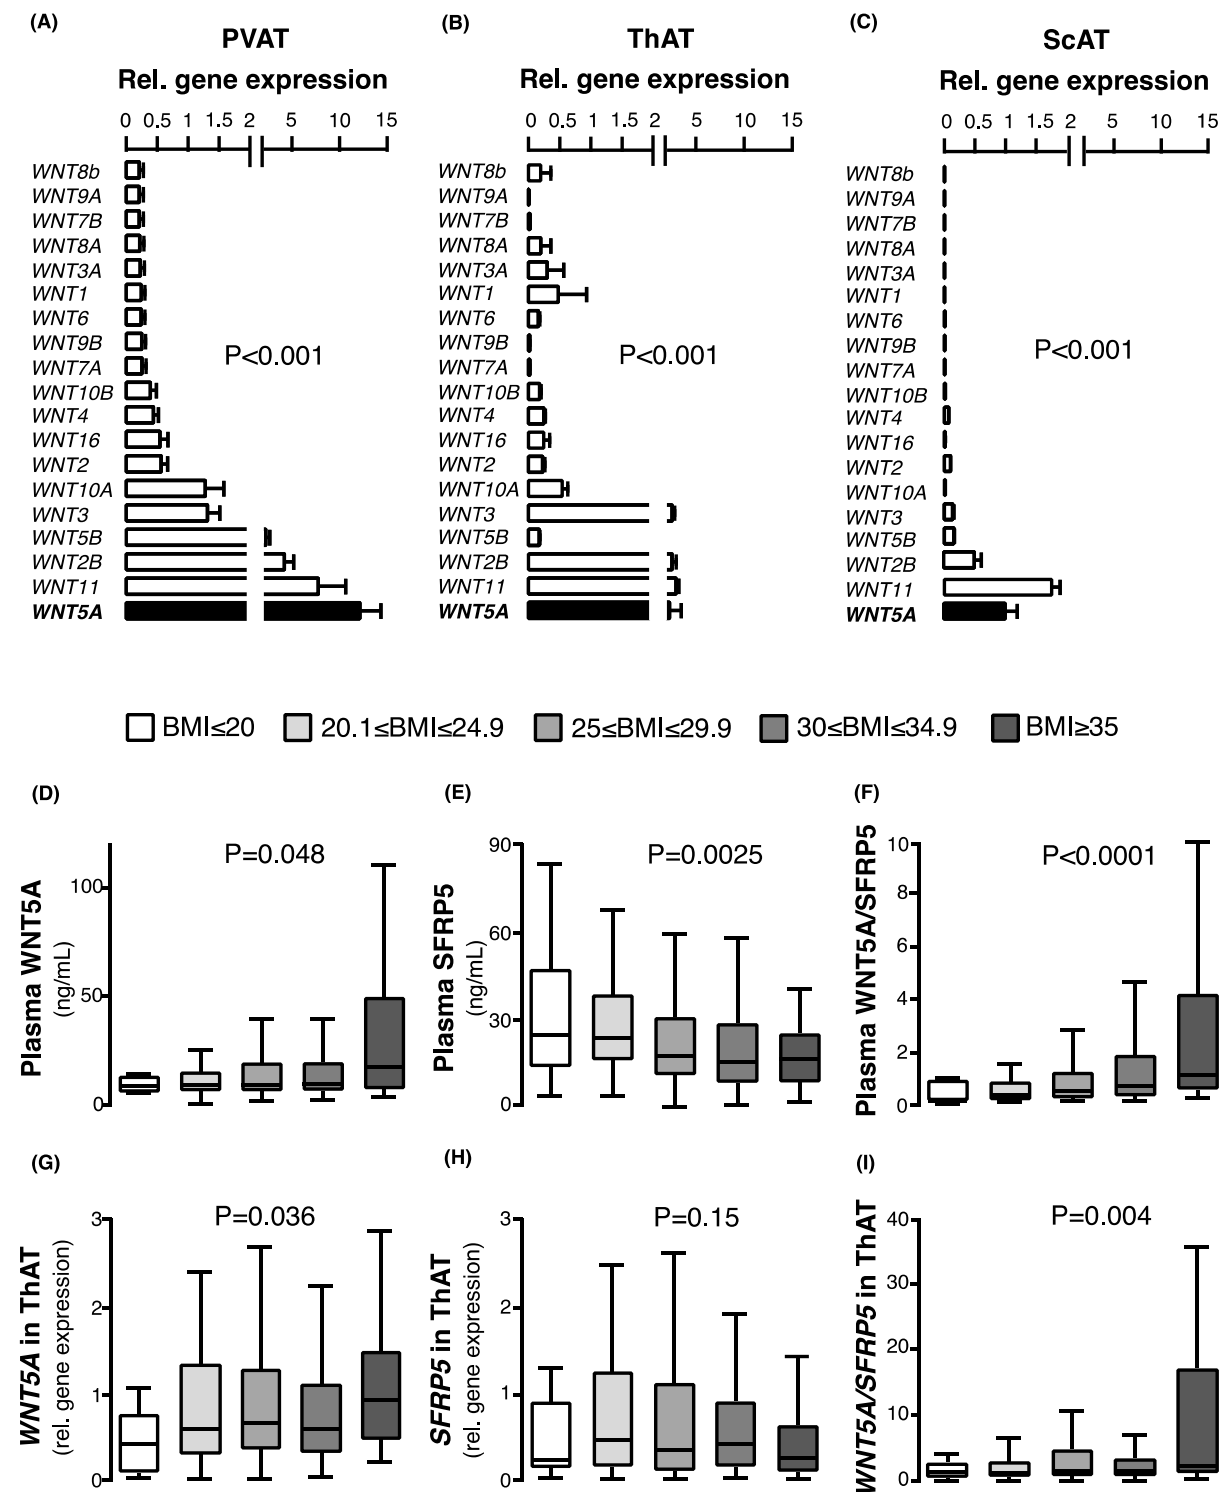 (A)
PVAT
Rel. gene expression
0 0.5 1 1.5 2 5 10 15
WNT8b
WNT9A
WNT7B
WNT8A
WNT3A
WNT1
WNT6
WNT9B
WNT7A
WNT10B
WNT4
WNT16
WNT2
WNT10A
WNT3
WNT5B
WNT2B
WNT11
WNT5A
P<0.001
(B)
ThAT
Rel. gene expression
0 0.5 1 1.5 2 5 10 15
WNT8b
WNT9A
WNT7B
WNT8A
WNT3A
WNT1
WNT6
WNT9B
WNT7A
WNT10B
WNT4
WNT16
WNT2
WNT10A
WNT3
WNT5B
WNT2B
WNT11
WNT5A
P<0.001
(C)
ScAT
Rel. gene expression
0 0.5 1 1.5 2 5 10 15
WNT8b
WNT9A
WNT7B
WNT8A
WNT3A
WNT1
WNT6
WNT9B
WNT7A
WNT10B
WNT4
WNT16
WNT2
WNT10A
WNT3
WNT5B
WNT2B
WNT11
WNT5A
P<0.001
BMI≤20 20.1≤BMI≤24.9 25≤BMI≤29.9 30≤BMI≤34.9 BMI≥35
(D)
Plasma WNT5A
(ng/mL)
100
50
0
P=0.048
(E)
Plasma SFRP5
(ng/mL)
90
60
30
0
P=0.0025
(F)
Plasma WNT5A/SFRP5
10
8
6
4
2
0
P<0.0001
(G)
WNT5A in ThAT
(rel. gene expression)
3
2
1
0
P=0.036
(H)
SFRP5 in ThAT
(rel. gene expression)
3
2
1
0
P=0.15
(I)
WNT5A/SFRP5 in ThAT
40
30
20
10
0
P=0.004